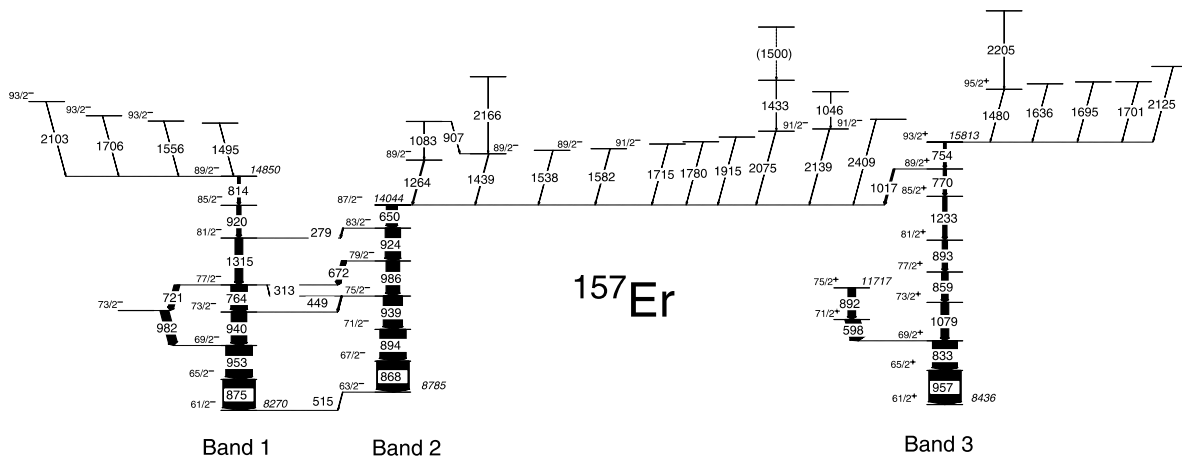 2205
(1500)
95/2+
93/2− 93/2− 93/2− 2166 1433 1046 1480 1636 1695 1701 2125
2103 1706 1556 1495 1083 907 91/2− 91/2− 93/2+ 15813
89/2− 89/2− 89/2− 91/2− 754
89/2− 14850 1264 1439 1538 1582 1715 1780 1915 2075 2139 2409 1017 89/2+
814 770
85/2− 87/2− 14044 85/2+
920 650 1233
83/2−
81/2− 279 924 81/2+
1315 79/2− 893
77/2− 672 986 75/2+ 11717 77/2+
721 764 313 75/2− 892 859
73/2− 73/2− 449 939 71/2+ 73/2+
982 940 71/2− 598 1079
69/2− 894 69/2+
953 67/2− 833
65/2− 868 65/2+
875 63/2− 8785 957
61/2− 8270 515 61/2+ 8436
157Er
Band 1 Band 2 Band 3